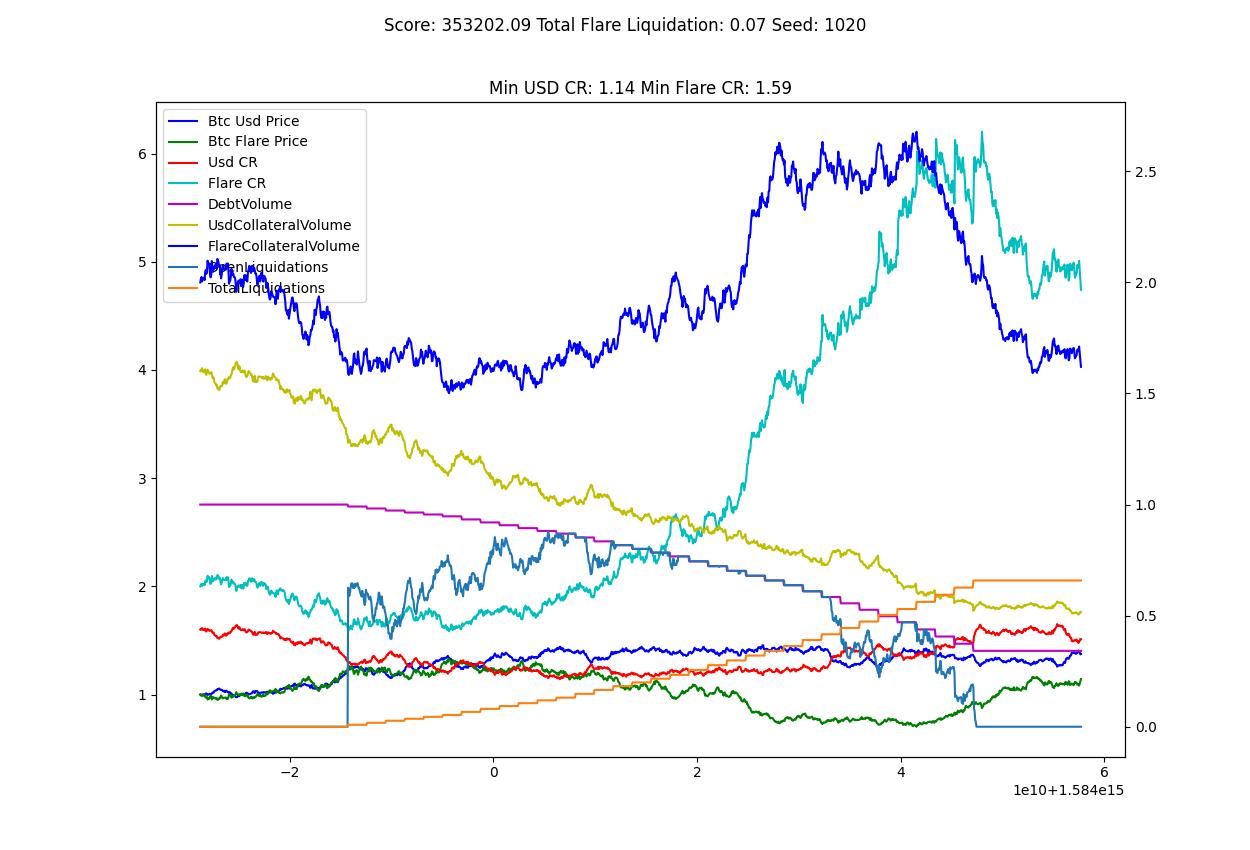 Score: 353202.09 Total Flare Liquidation: 0.07 Seed: 1020
Min USD CR: 1.14 Min Flare CR: 1.59
Btc Usd Price
Btc Flare Price
Usd CR
Flare CR
DebtVolume
UsdCollateralVolume
FlareCollateralVolume
OpenLiquidations
TotalLiquidations
6
5
4
3
2
1
2.5
2.0
1.5
1.0
0.5
0.0
−2
0
2
4
6
1e10+1.584e15